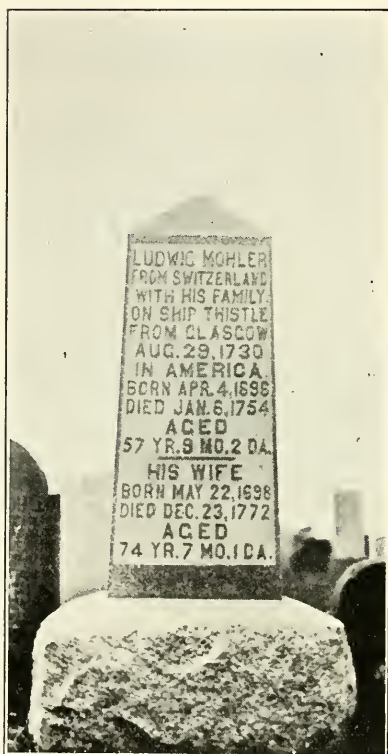 LUDWIG MOHLER
FROM SWITZERLAND
WITH HIS FAMILY.
ON SHIP THISTLE
FROM GLASGOW
AUG. 29, 1730
IN AMERICA
BORN APR. 4, 1696
DIED JAN. 6, 1754
AGED
57 YR. 9 MO. 2 DA.
HIS WIFE
BORN MAY 22, 1698
DIED DEC. 23, 1772
AGED
74 YR. 7 MO. 1 DA.